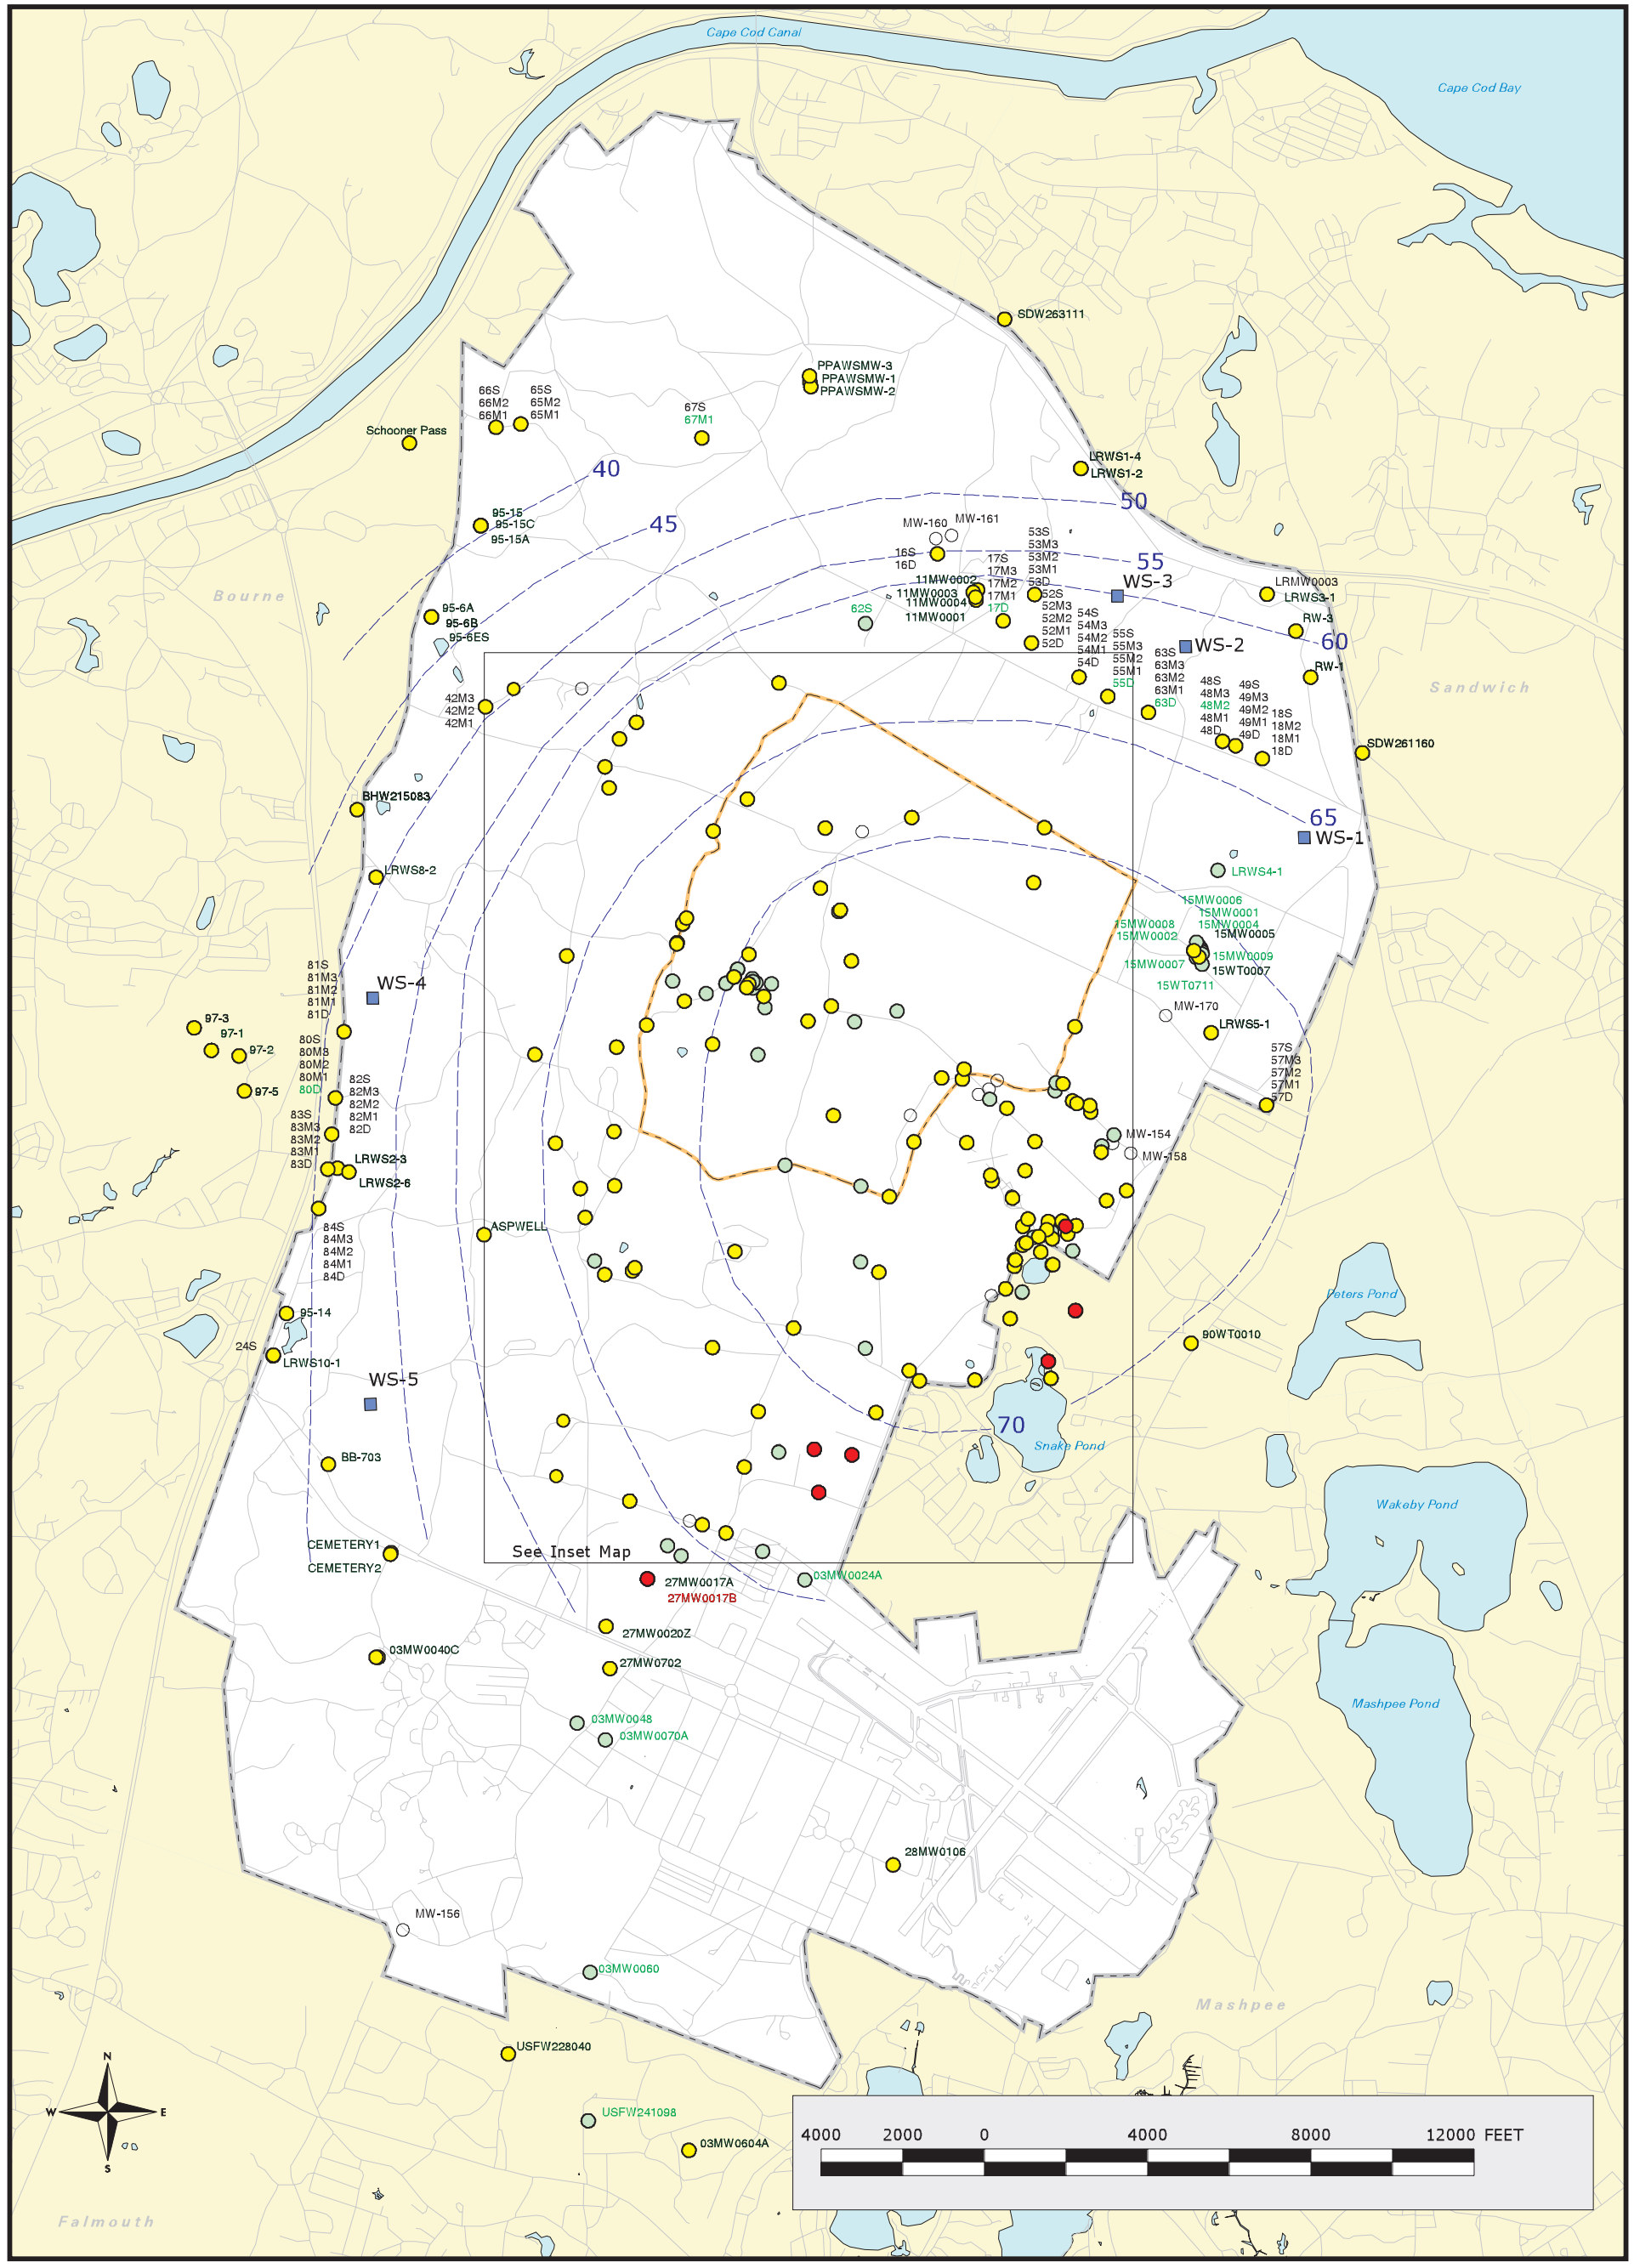 Cape Cod Canal
Cape Cod Bay
SDW263111
PPAWSMW-3
PPAWSMW-1
PPAWSMW-2
66S
66M2
66M1
65S
65M2
65M1
67S
67M1
Schooner Pass
LRWS1-4
LRWS1-2
40
45
50
55
95-15
95-15C
95-15A
MW-160
MW-161
16S
16D
17S
17M3
17M2
17M1
17D
53S
53M3
53M2
53M1
53D
11MW0002
11MW0003
11MW0004
11MW0001
52S
52M3
52M2
52M1
52D
WS-3
LRMW0003
LRWS3-1
Bourne
95-6A
95-6B
95-6ES
62S
54S
54M3
54M2
54M1
54D
55S
55M3
55M2
55M1
55D
WS-2
RW-3
60
RW-1
63S
63M3
63M2
63M1
63D
48S
48M3
48M2
48M1
48D
49S
49M3
49M2
49M1
49D
18S
18M2
18M1
18D
Sandwich
42M3
42M2
42M1
SDW261160
BHW215083
65
WS-1
LRWS8-2
LRWS4-1
15MW0006
15MW0001
15MW0004
15MW0008
15MW0002
15MW0005
15MW0009
15MW0007
15WT0007
15WT0711
81S
81M3
81M2
81M1
81D
WS-4
MW-170
LRWS5-1
97-3
97-1
97-2
97-5
80S
80M3
80M2
80M1
80D
57S
57M3
57M2
57M1
57D
82S
82M3
82M2
82M1
82D
83S
83M3
83M2
83M1
83D
MW-154
MW-158
LRWS2-3
LRWS2-6
ASPWELL
84S
84M3
84M2
84M1
84D
Peters Pond
95-14
24S
LRWS10-1
90WT0010
WS-5
70
Snake Pond
BB-703
Wakeby Pond
CEMETERY1
CEMETERY2
See Inset Map
27MW0017A
27MW0017B
03MW0024A
27MW0020Z
03MW0040C
27MW0702
Mashpee Pond
03MW0048
03MW0070A
28MW0106
MW-156
03MW0060
Mashpee
USFW228040
N
W
E
S
USFW241098
03MW0604A
4000
2000
0
4000
8000
12000 FEET
Falmouth